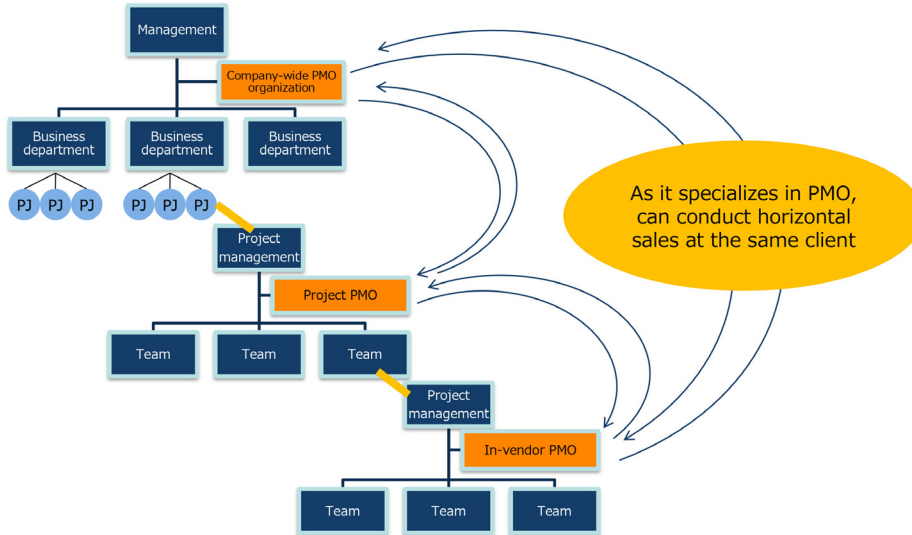 Management
Company-wide PMO
organization
Business
department
Business
department
Business
department
PJ
PJ
PJ
PJ
PJ
PJ
As it specializes in PMO,
can conduct horizontal
sales at the same client
Project
management
Project PMO
Team
Team
Team
Project
management
In-vendor PMO
Team
Team
Team